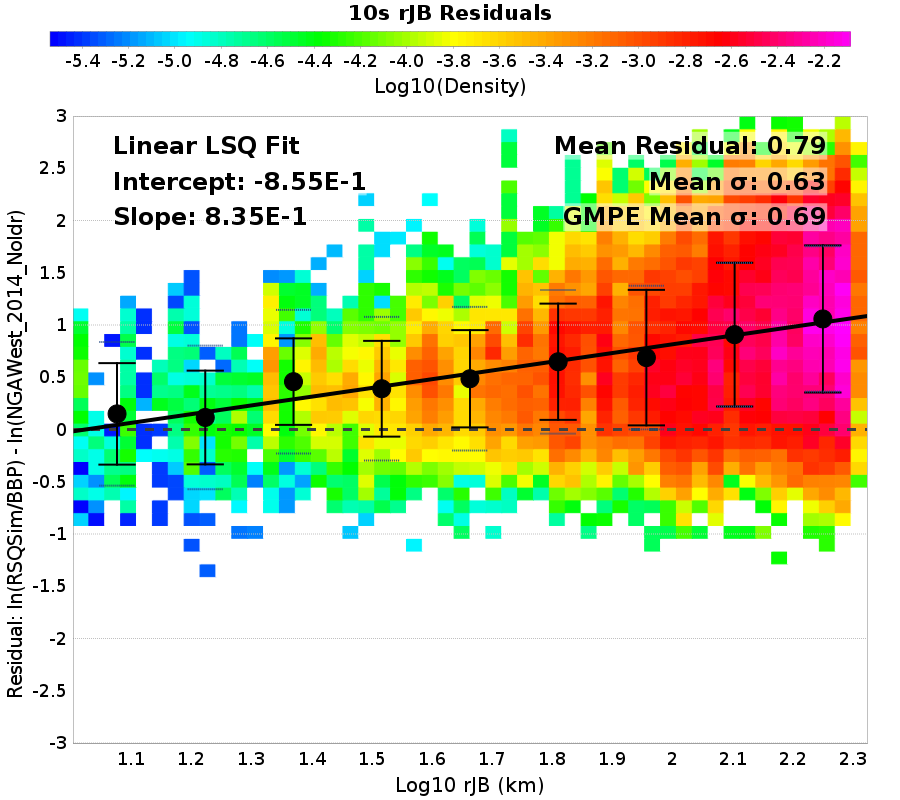 10s rJB Residuals
-5.4 -5.2 -5.0 -4.8 -4.6 -4.4 -4.2 -4.0 -3.8 -3.6 -3.4 -3.2 -3.0 -2.8 -2.6 -2.4 -2.2
Log10(Density)
Linear LSQ Fit
Intercept: -8.55E-1
Slope: 8.35E-1
Mean Residual: 0.79
Mean σ: 0.63
GMPE Mean σ: 0.69
Residual: ln(RSQSim/BBP) - ln(NGAWest_2014_NoIdr)
3
2.5
2
1.5
1
0.5
0
-0.5
-1
-1.5
-2
-2.5
-3
1.1 1.2 1.3 1.4 1.5 1.6 1.7 1.8 1.9 2 2.1 2.2 2.3
Log10 rJB (km)